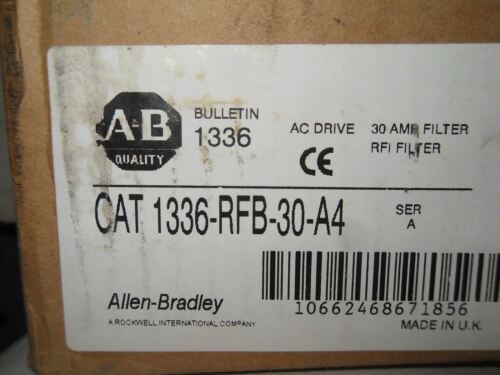 A-B
QUALITY
BULLETIN
1336
AC DRIVE
30 AMP FILTER
RFI FILTER
CE
CAT 1336-RFB-30-A4
SER
A
Allen-Bradley
A ROCKWELL INTERNATIONAL COMPANY
10662468671856
MADE IN U.K.